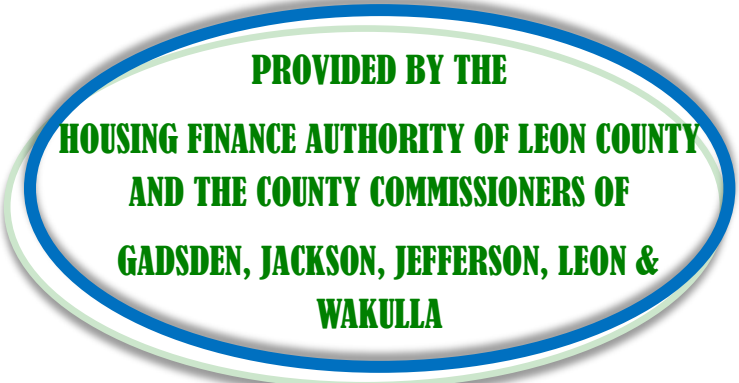 PROVIDED BY THE
HOUSING FINANCE AUTHORITY OF LEON COUNTY
AND THE COUNTY COMMISSIONERS OF
GADSDEN, JACKSON, JEFFERSON, LEON &
WAKULLA